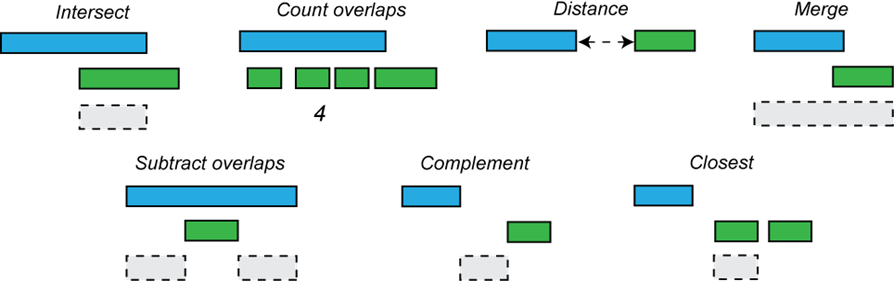 Intersect
Count overlaps
Distance
Merge
4
Subtract overlaps
Complement
Closest